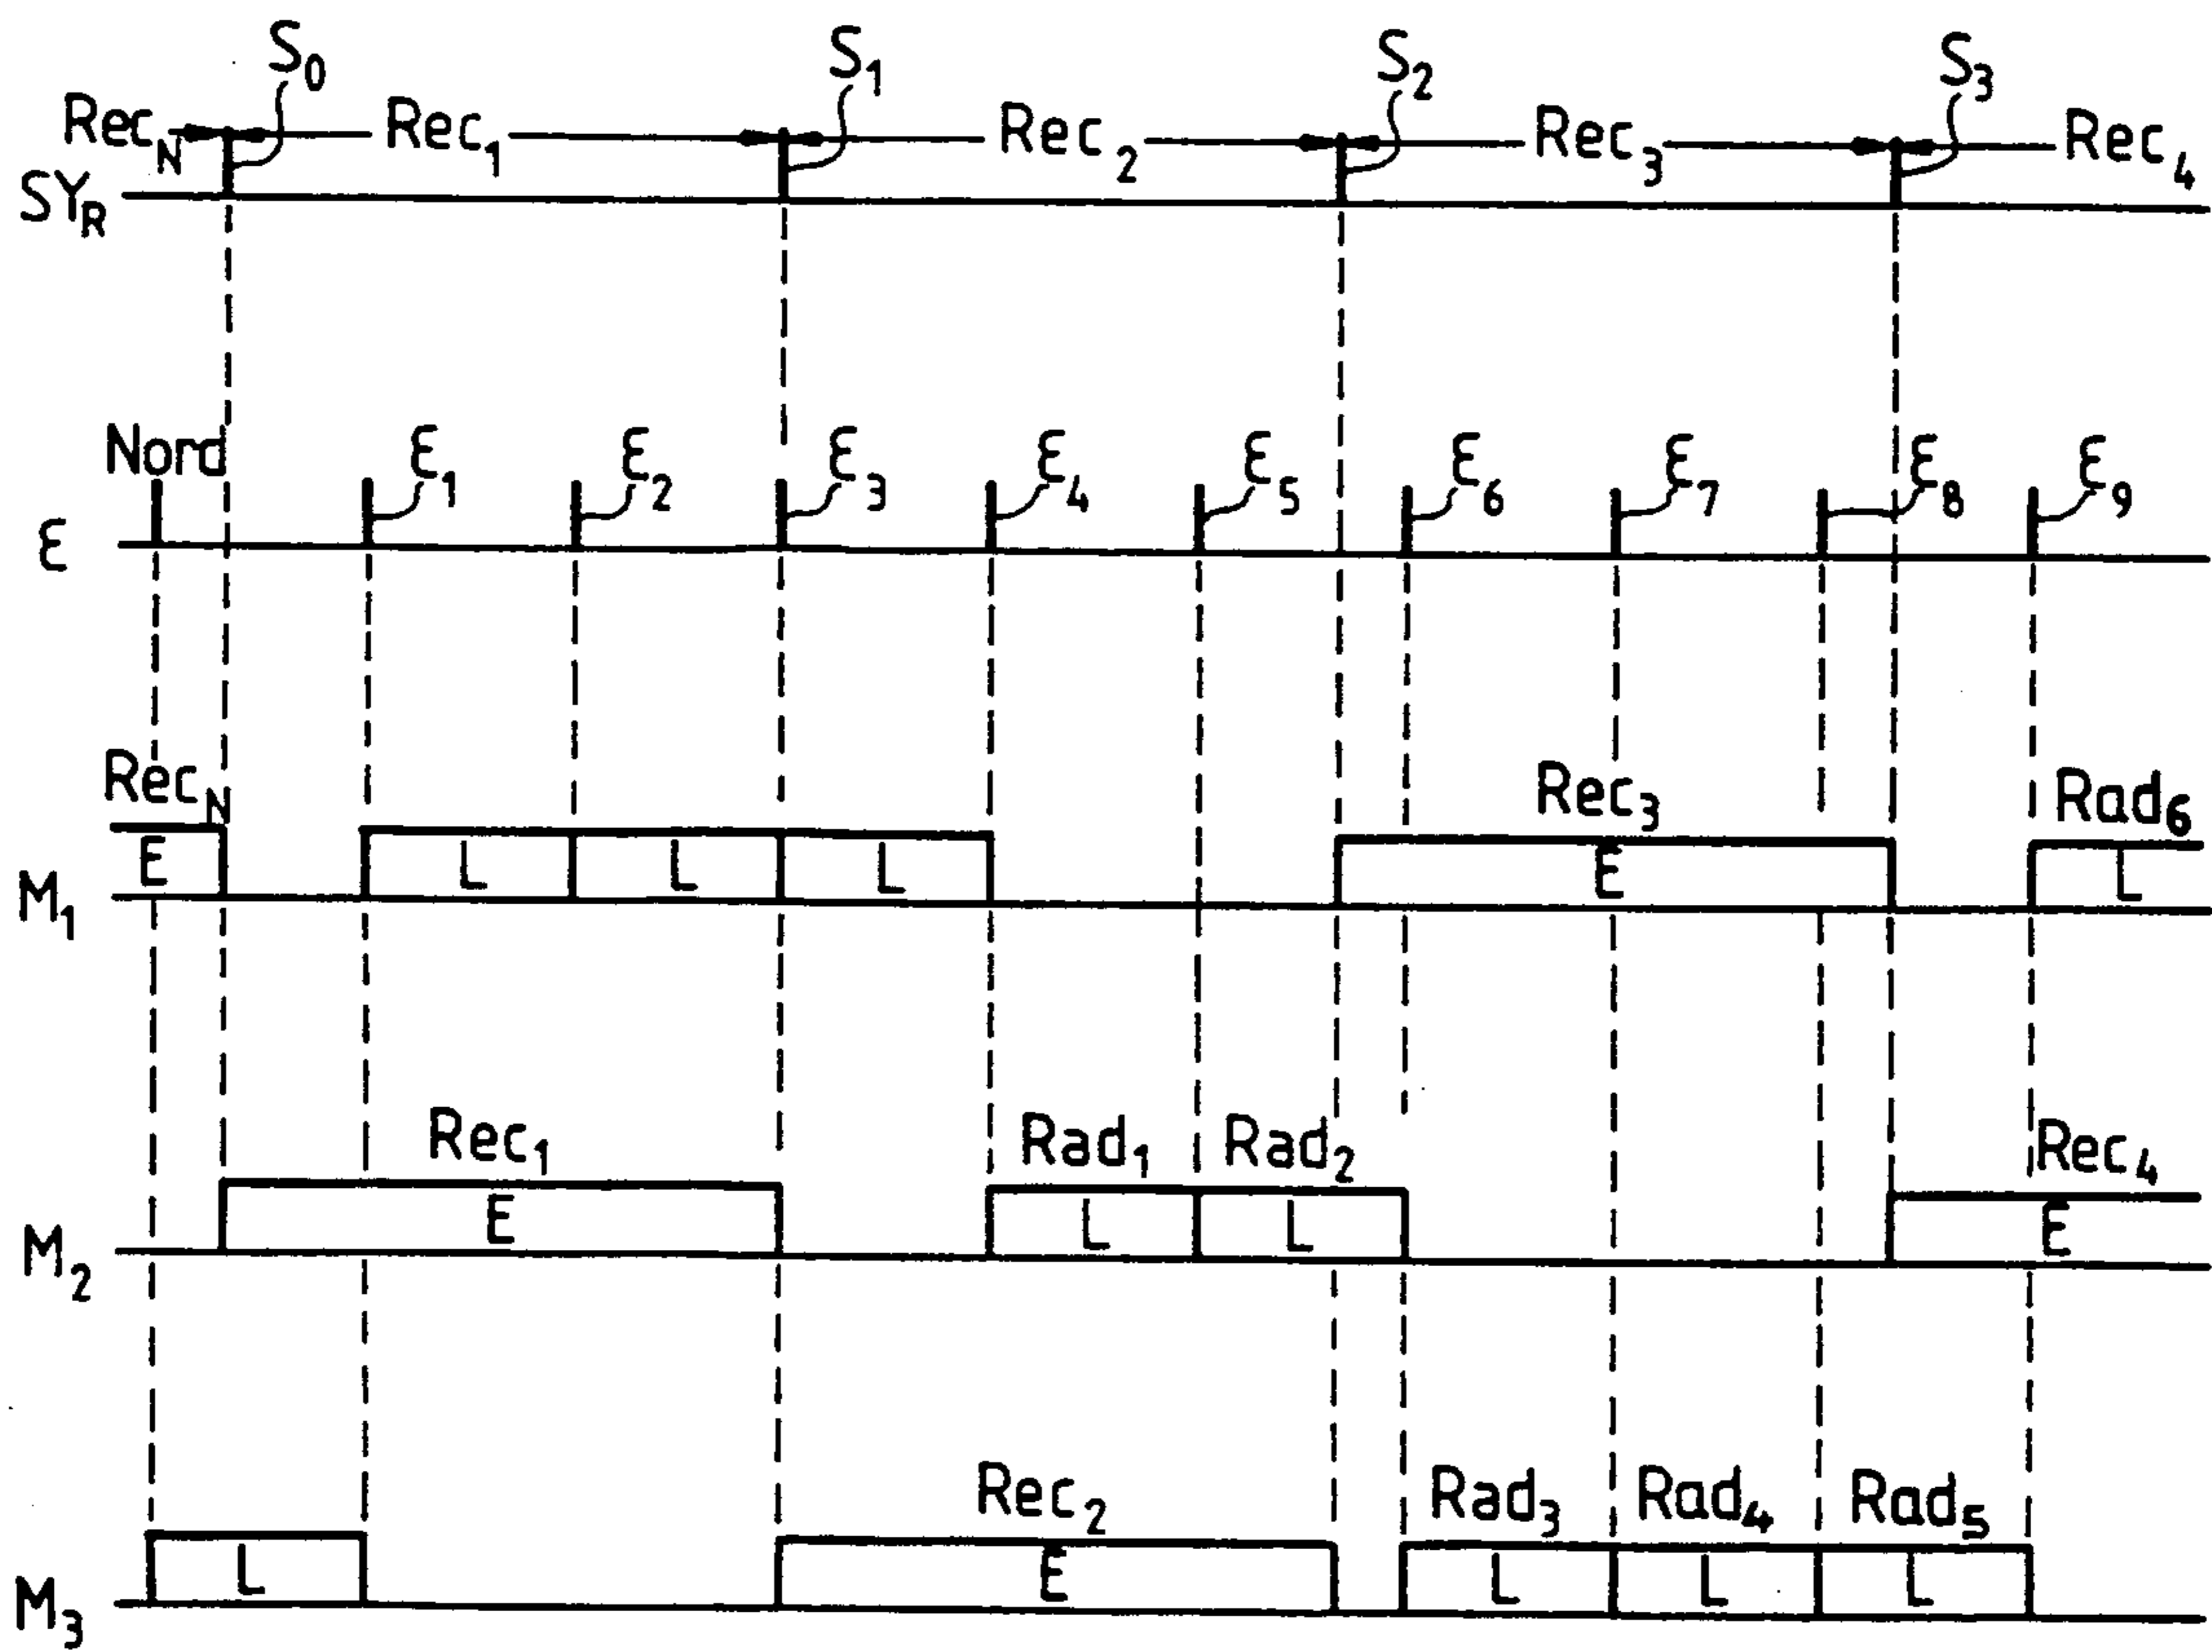 S0 S1 S2 S3
RecN Rec1 Rec2 Rec3 Rec4
SYR
Nord ε1 ε2 ε3 ε4 ε5 ε6 ε7 ε8 ε9
ε
RecN Rec3 Rad6
E L L L E L
M1
Rec1 Rad1 Rad2 Rec4
E L L E
M2
Rec2 Rad3 Rad4 Rad5
L E L L L
M3